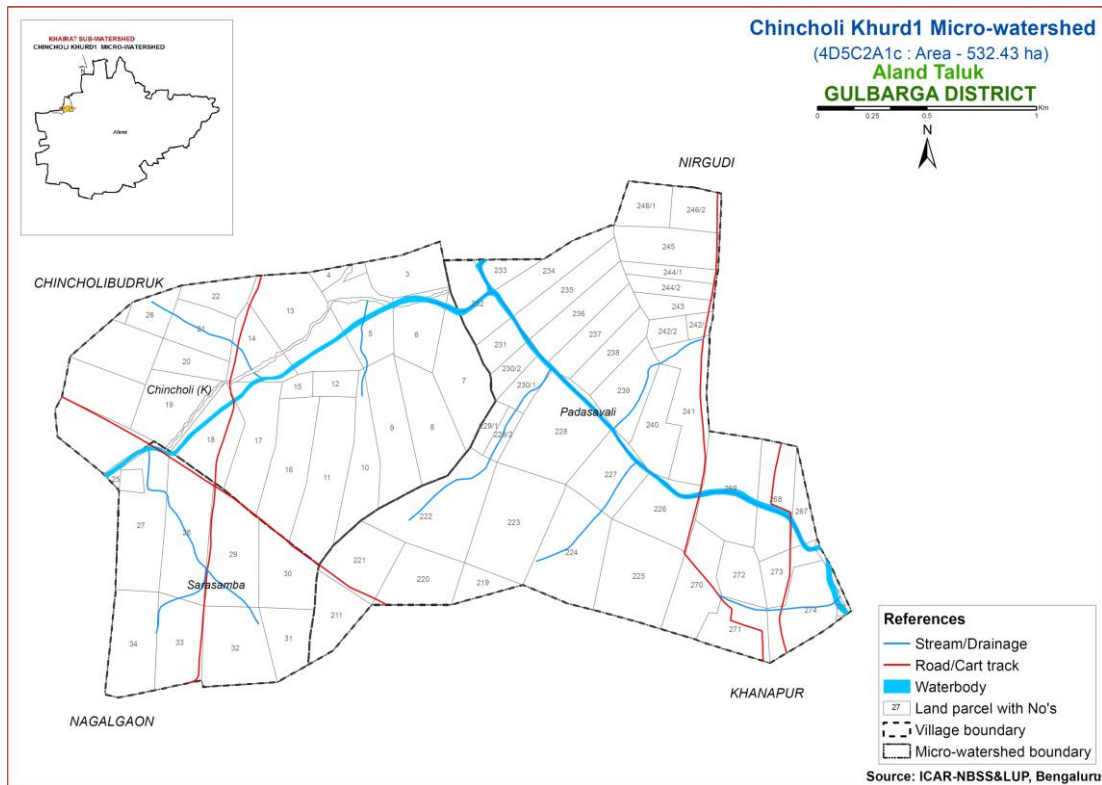 KHAIRAT SUB-WATERSHED
CHINCHOLI KHURD1 MICRO-WATERSHED
Aland
Chincholi Khurd1 Micro-watershed
(4D5C2A1c : Area - 532.43 ha)
Aland Taluk
GULBARGA DISTRICT
0 0.25 0.5 1 Km
N
NIRGUDI
246/1
246/2
245
244/1
244/2
243
242/2
242/
233
234
235
236
237
238
239
240
241
CHINCHOLIBUDRUK
4
3
22
13
26
21
14
5
6
20
231
7
230/2
230/1
Chincholi (K)
15
12
19
Padasavali
229/1
229/2
228
18
17
9
8
16
11
10
25
227
226
268
267
27
28
222
223
29
224
221
30
225
270
272
273
Sarasamba
220
219
211
274
271
34
33
32
31
NAGALGAON
KHANAPUR
References
Stream/Drainage
Road/Cart track
Waterbody
27 Land parcel with No's
Village boundary
Micro-watershed boundary
Source: ICAR-NBSS&LUP, Bengaluru